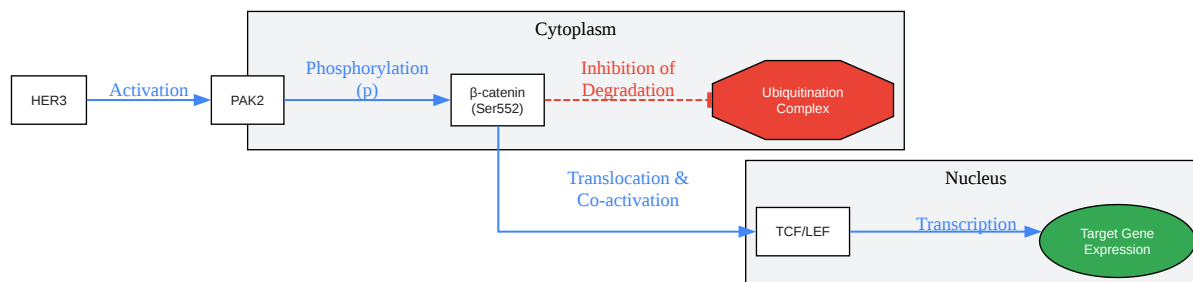 Cytoplasm
HER3
Activation
PAK2
Phosphorylation
(p)
β-catenin
(Ser552)
Inhibition of
Degradation
Ubiquitination
Complex
Translocation &
Co-activation
Nucleus
TCF/LEF
Transcription
Target Gene
Expression